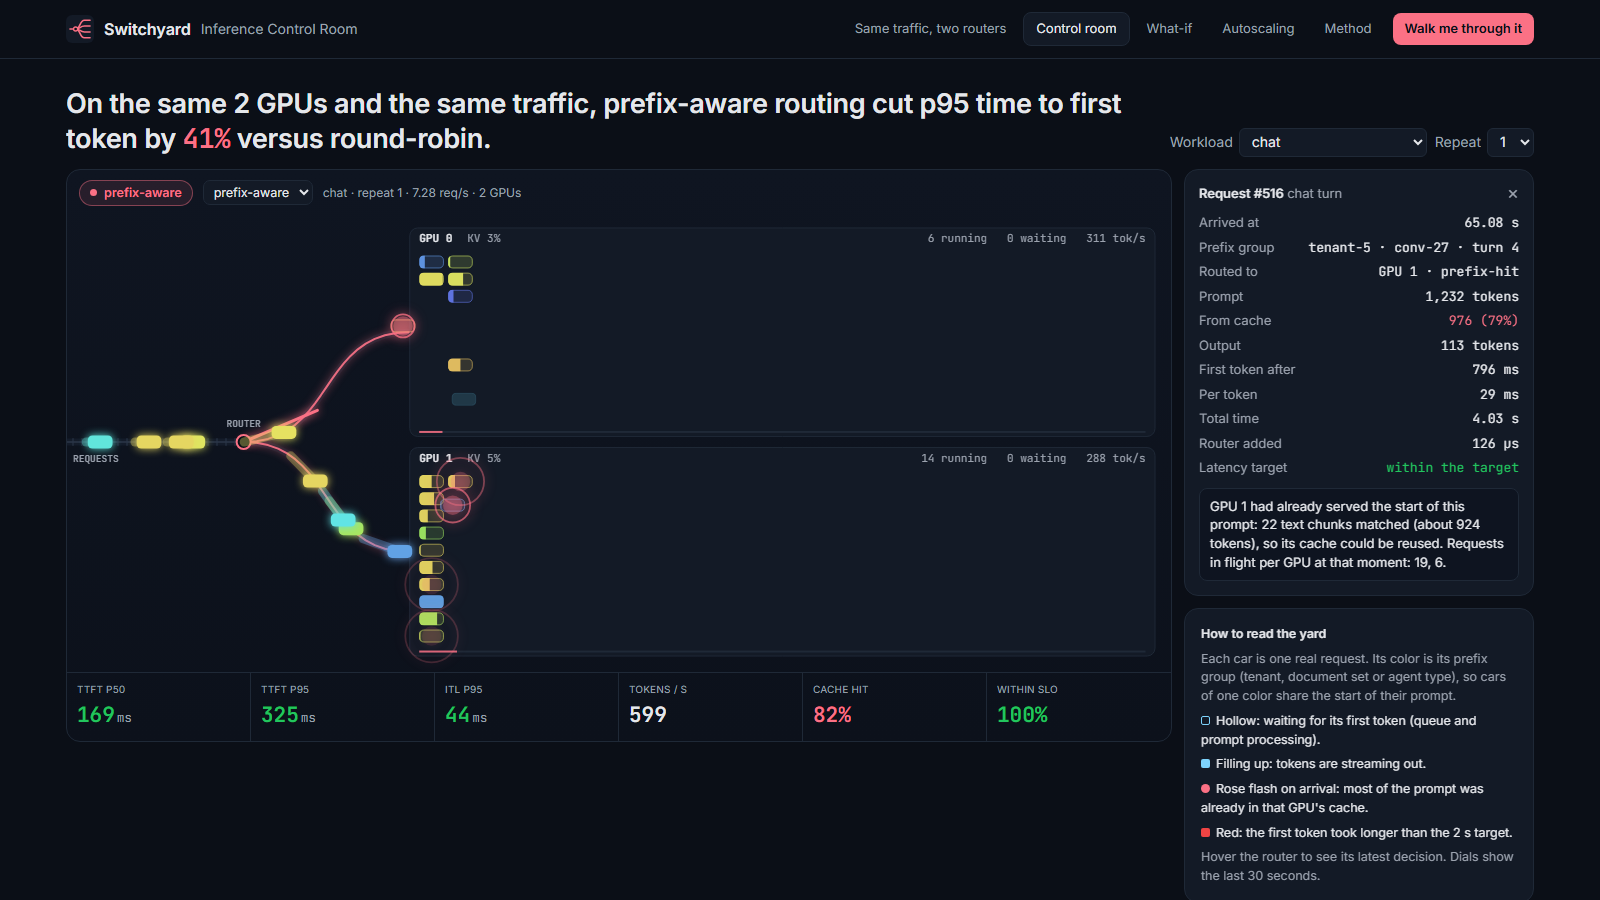 Switchyard Inference Control Room
Same traffic, two routers
Control room
What-if
Autoscaling
Method
Walk me through it
On the same 2 GPUs and the same traffic, prefix-aware routing cut p95 time to first
token by 41% versus round-robin.
Workload chat Repeat 1
prefix-aware prefix-aware chat · repeat 1 · 7.28 req/s · 2 GPUs
GPU 0 KV 3% 6 running 0 waiting 311 tok/s
ROUTER
REQUESTS
GPU 1 KV 5% 14 running 0 waiting 288 tok/s
TTFT P50
169 ms
TTFT P95
325 ms
ITL P95
44 ms
TOKENS / S
599
CACHE HIT
82%
WITHIN SLO
100%
Request #516 chat turn ×
Arrived at 65.08 s
Prefix group tenant-5 · conv-27 · turn 4
Routed to GPU 1 · prefix-hit
Prompt 1,232 tokens
From cache 976 (79%)
Output 113 tokens
First token after 796 ms
Per token 29 ms
Total time 4.03 s
Router added 126 µs
Latency target within the target
GPU 1 had already served the start of this
prompt: 22 text chunks matched (about 924
tokens), so its cache could be reused. Requests
in flight per GPU at that moment: 19, 6.
How to read the yard
Each car is one real request. Its color is its prefix
group (tenant, document set or agent type), so cars
of one color share the start of their prompt.
Hollow: waiting for its first token (queue and
prompt processing).
Filling up: tokens are streaming out.
Rose flash on arrival: most of the prompt was
already in that GPU's cache.
Red: the first token took longer than the 2 s target.
Hover the router to see its latest decision. Dials show
the last 30 seconds.